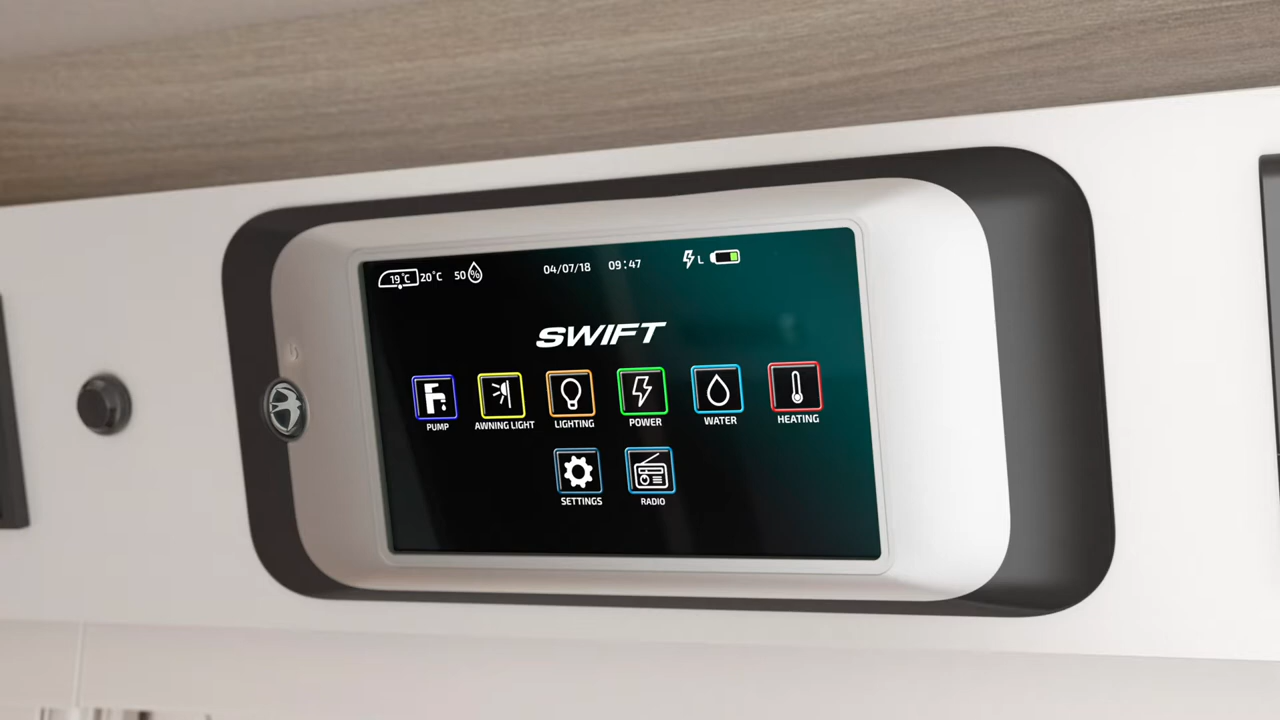 19°C 20°C 50 % 04/07/18 09:47 L
SWIFT
PUMP AWNING LIGHT LIGHTING POWER WATER HEATING
SETTINGS RADIO